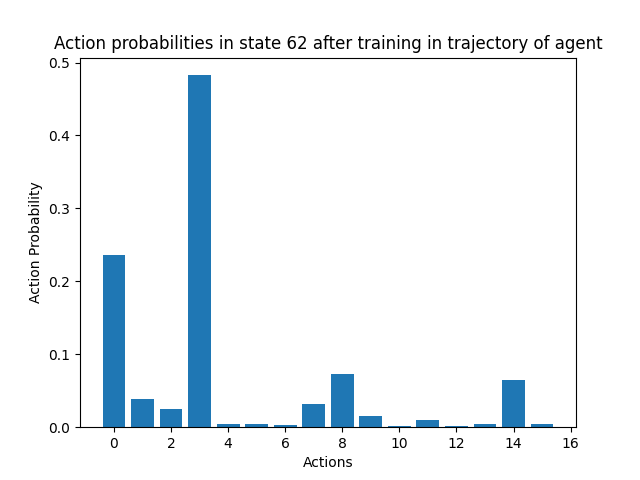 Action probabilities in state 62 after training in trajectory of agent
0.5
0.4
0.3
0.2
0.1
0.0
Action Probability
0 2 4 6 8 10 12 14 16
Actions